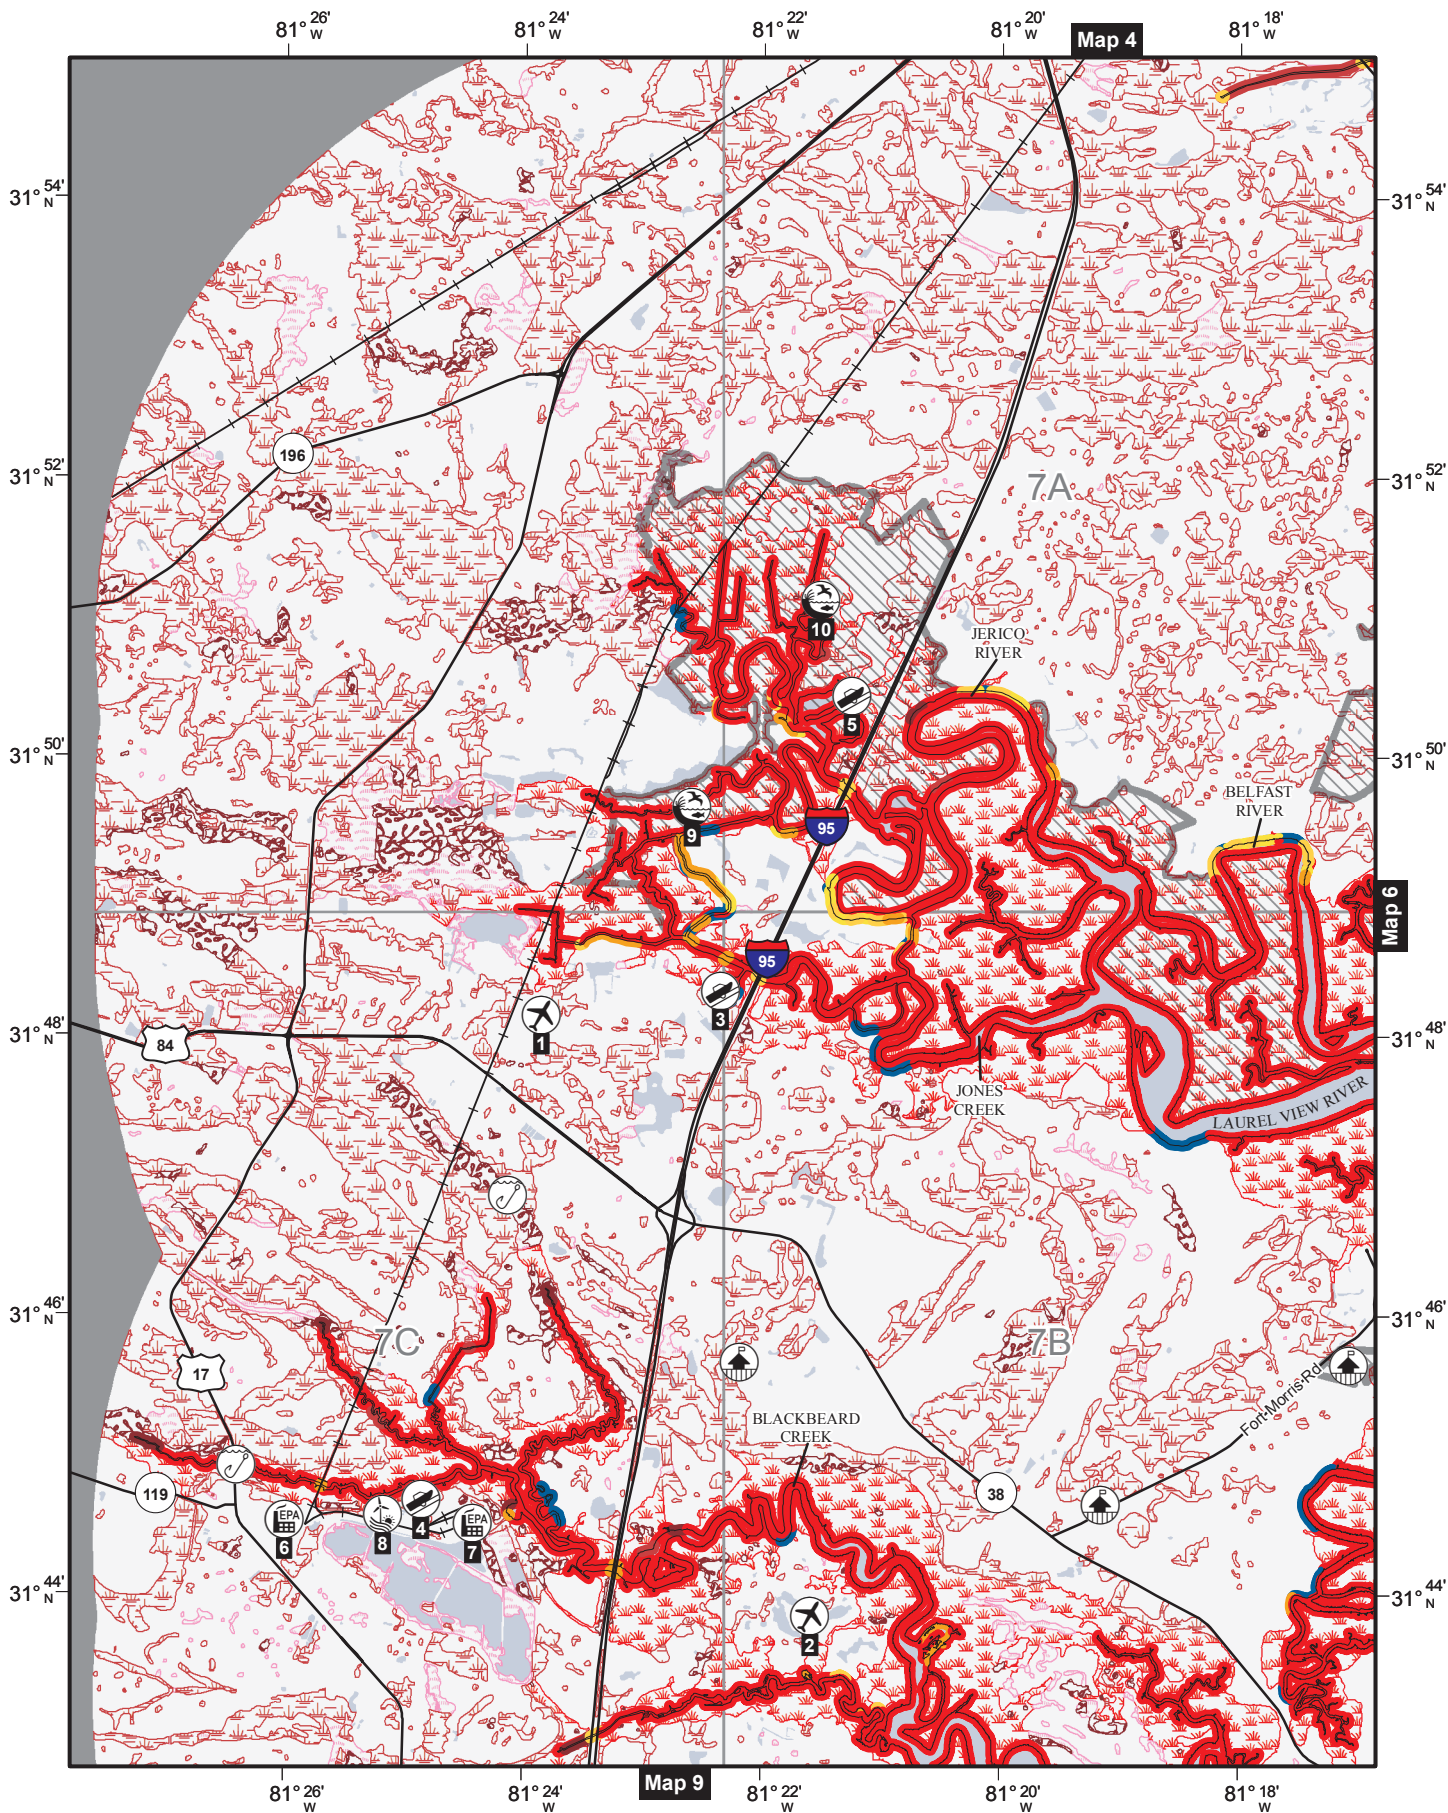 81° 26' W
81° 24' W
81° 22' W
81° 20' W
81° 18' W
Map 4
31° 54' N
31° 54' N
196
31° 52' N
31° 52' N
7A
10
JERICO
RIVER
5
31° 50' N
31° 50' N
BELFAST
RIVER
9
95
Map 6
95
3
1
31° 48' N
31° 48' N
84
JONES
CREEK
LAUREL VIEW RIVER
31° 46' N
31° 46' N
7C
7B
17
Fort-Morris-Rd
BLACKBEARD
CREEK
119
38
EPA
EPA
6
8
4
7
31° 44' N
31° 44' N
2
81° 26' W
81° 24' W
Map 9
81° 22' W
81° 20' W
81° 18' W